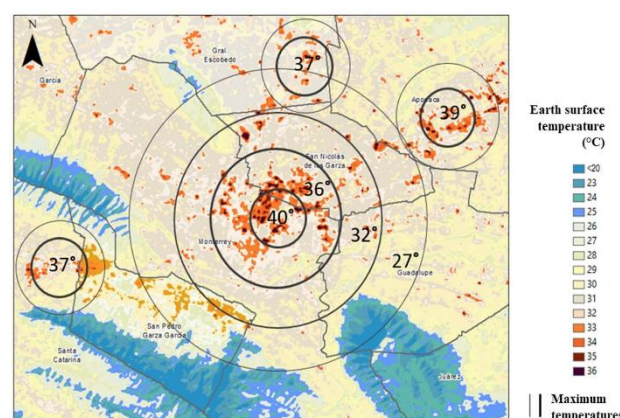 N
Gral
Escobedo
37°
García
Apodaca
39°
San Nicolás
de los Garza
36°
40°
32°
Monterrey
27°
Guadalupe
37°
San Pedro
Garza García
Santa
Catarina
Juárez
Earth surface
temperature
(°C)
<20
23
24
25
26
27
28
29
30
31
32
33
34
35
36
Maximum
temperatures